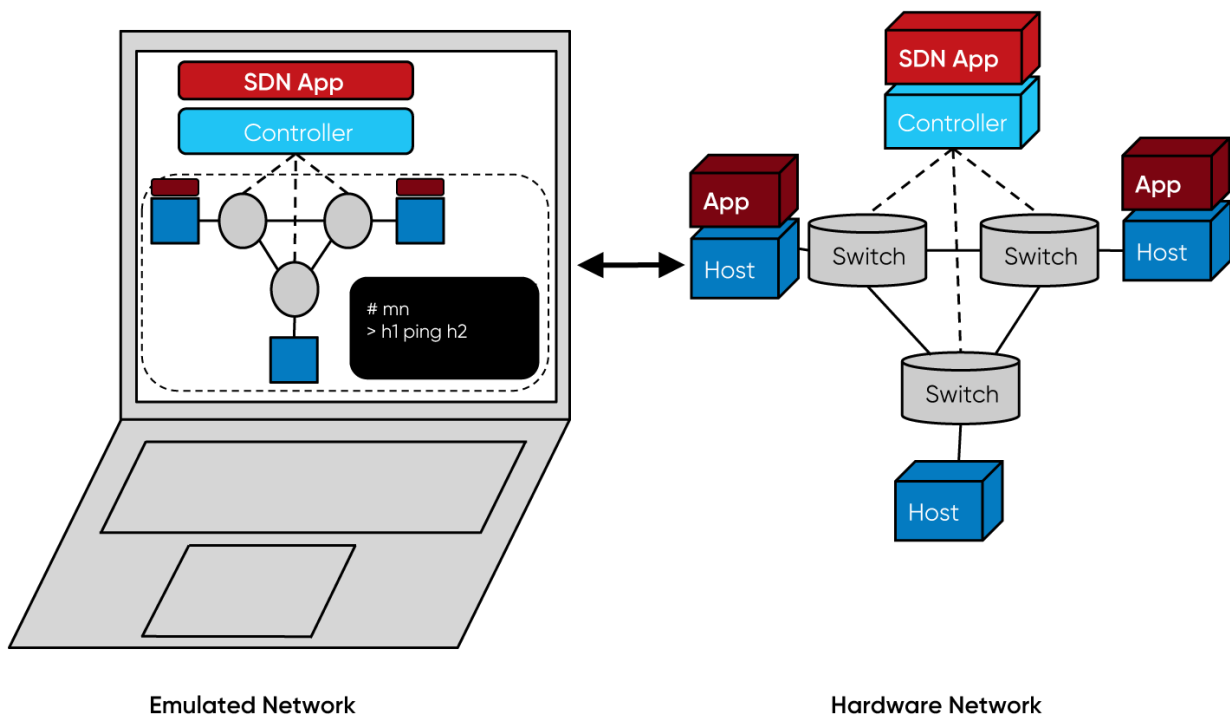 SDN App
Controller
# mn
> h1 ping h2
SDN App
Controller
App
Host
Switch
Switch
App
Host
Switch
Host
Emulated Network
Hardware Network